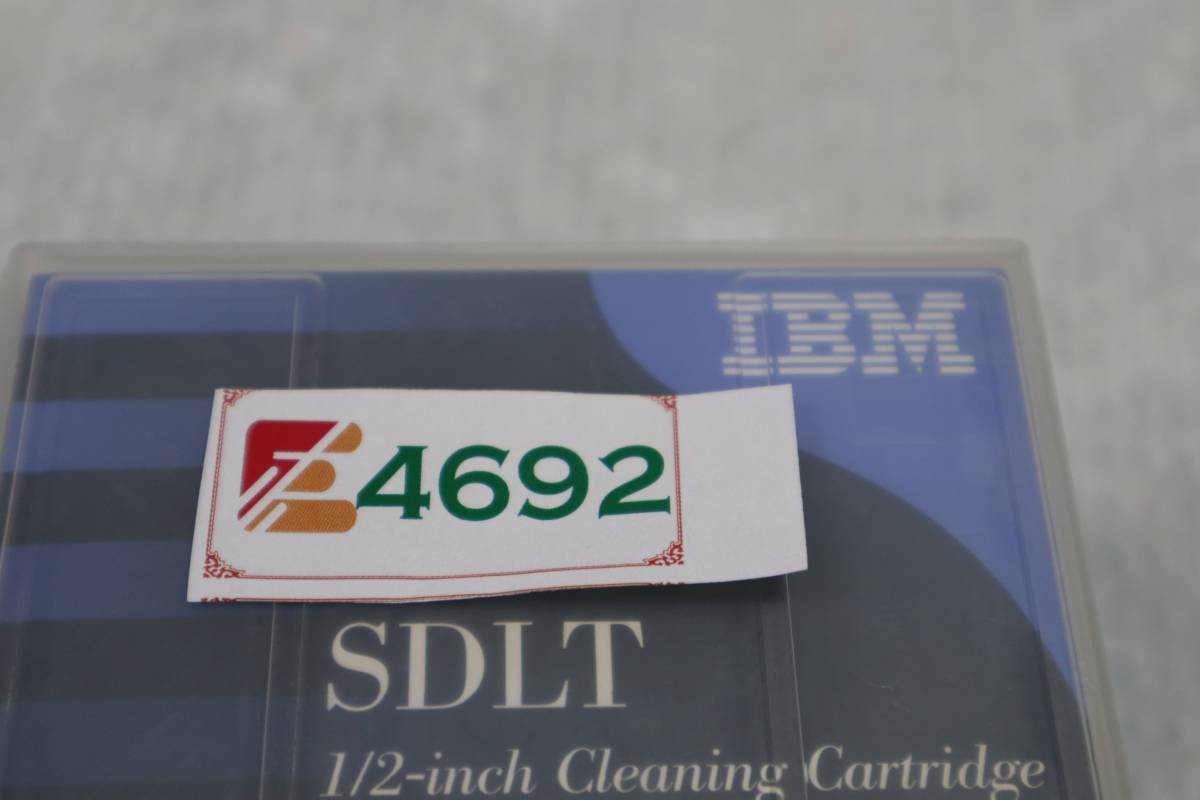 IBM
4692
SDLT
1/2-inch Cleaning Cartridge